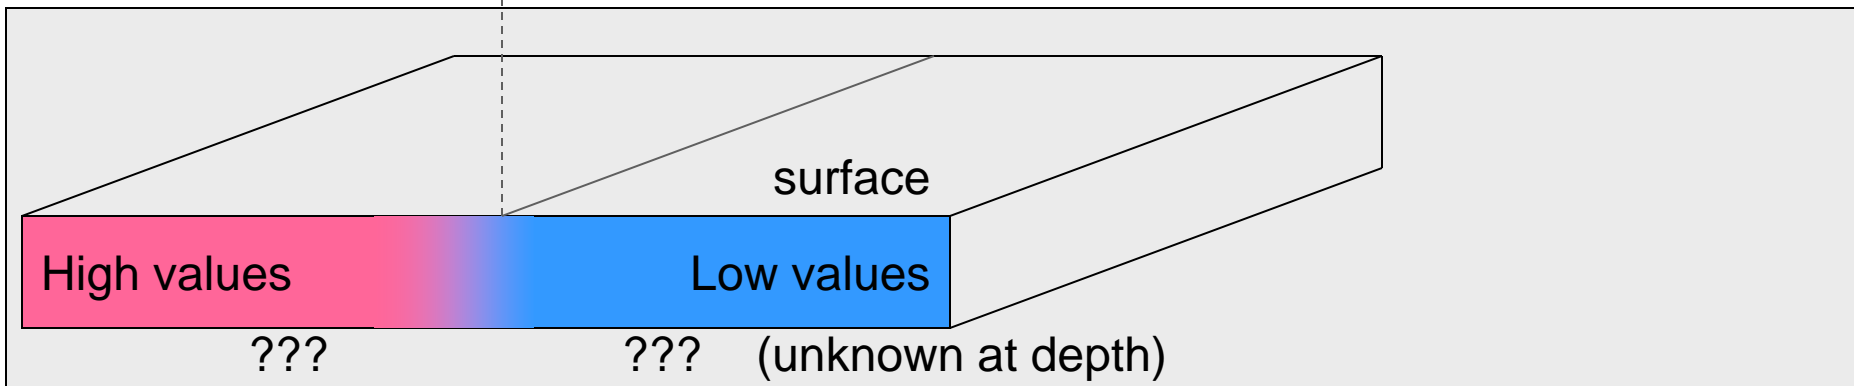 surface
High values Low values
??? ??? (unknown at depth)